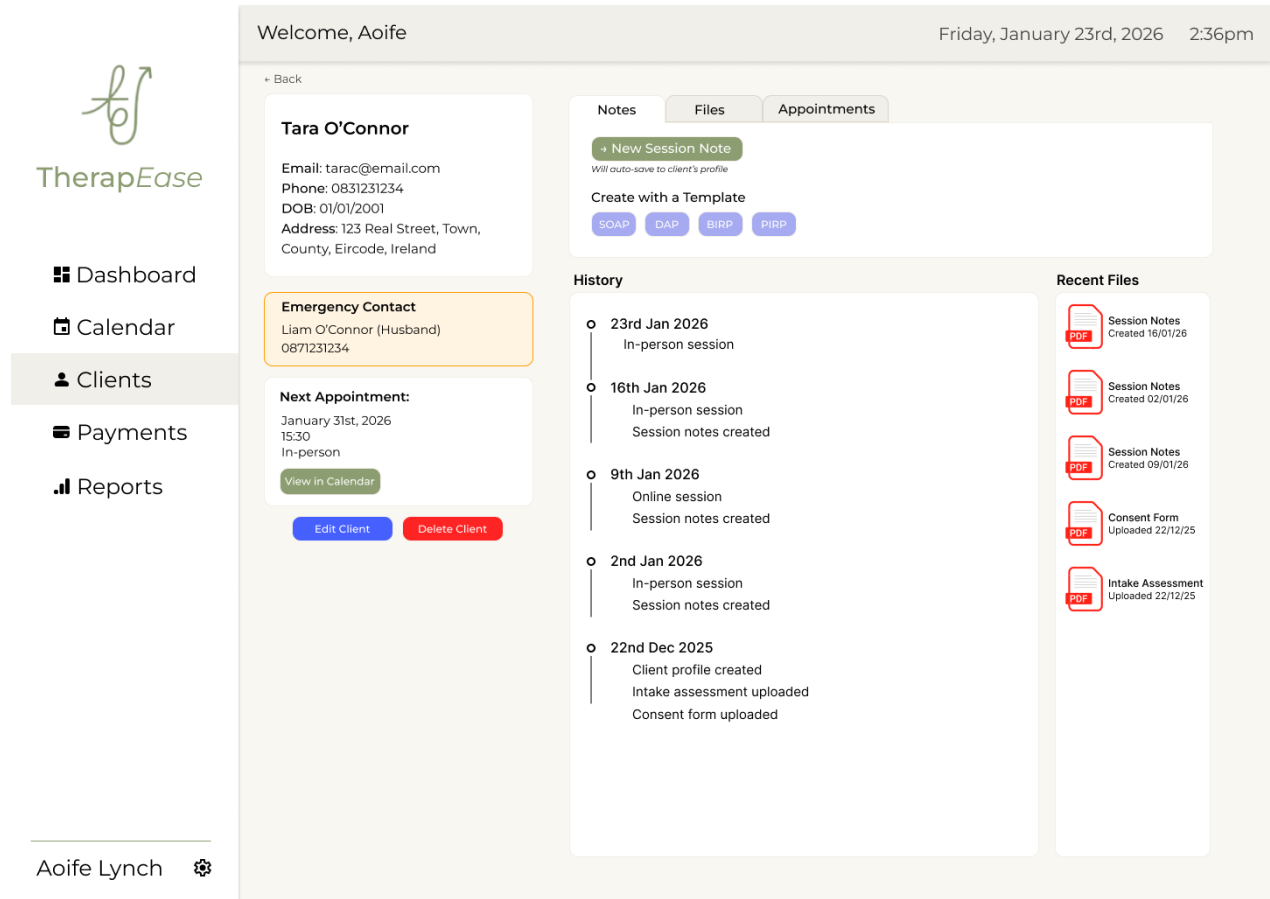 TherapEase
Dashboard
Calendar
Clients
Payments
Reports
Aoife Lynch
Welcome, Aoife
Friday, January 23rd, 2026
2:36pm
← Back
Tara O’Connor
Email: tarac@email.com
Phone: 0831231234
DOB: 01/01/2001
Address: 123 Real Street, Town,
County, Eircode, Ireland
Emergency Contact
Liam O’Connor (Husband)
0871231234
Next Appointment:
January 31st, 2026
15:30
In-person
View in Calendar
Edit Client
Delete Client
Notes
Files
Appointments
→ New Session Note
Will auto-save to client’s profile
Create with a Template
SOAP
DAP
BIRP
PIRP
History
23rd Jan 2026
In-person session
16th Jan 2026
In-person session
Session notes created
9th Jan 2026
Online session
Session notes created
2nd Jan 2026
In-person session
Session notes created
22nd Dec 2025
Client profile created
Intake assessment uploaded
Consent form uploaded
Recent Files
PDF
Session Notes
Created 16/01/26
PDF
Session Notes
Created 02/01/26
PDF
Session Notes
Created 09/01/26
PDF
Consent Form
Uploaded 22/12/25
PDF
Intake Assessment
Uploaded 22/12/25